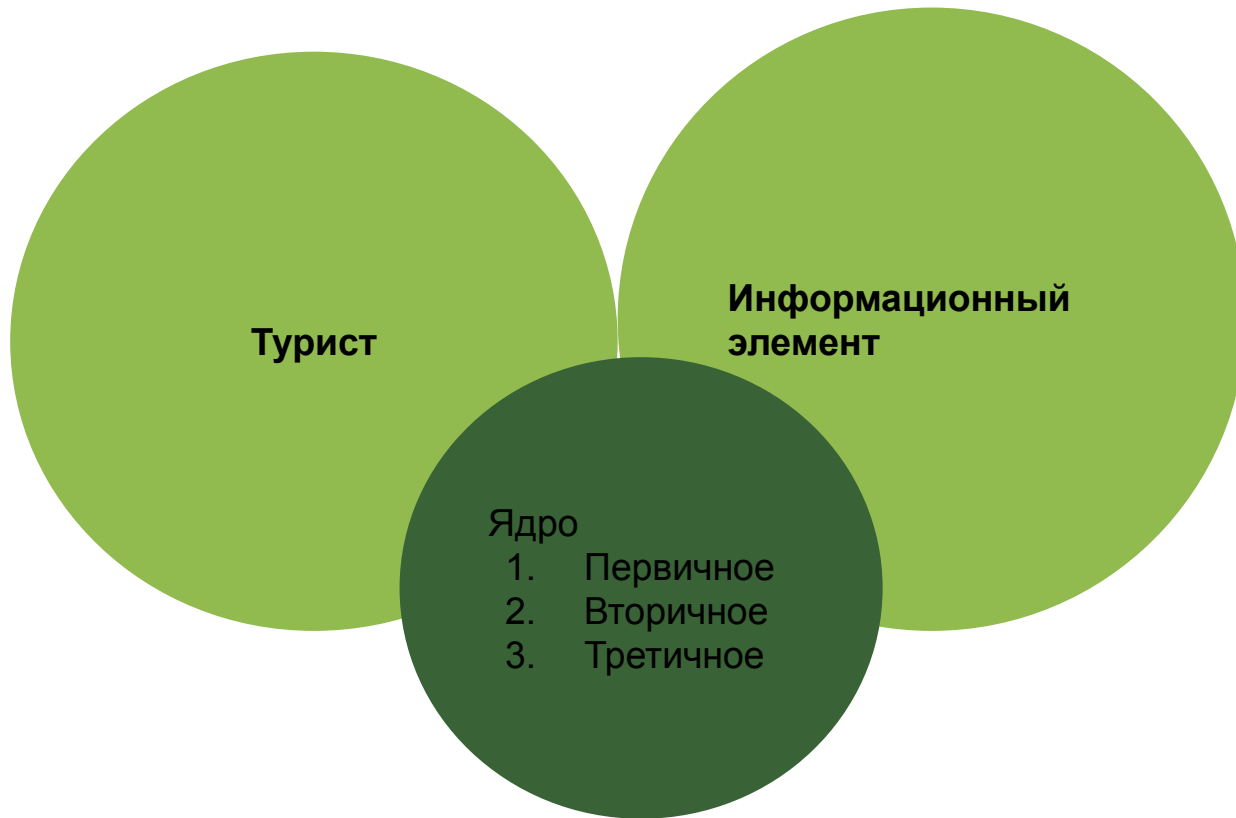 Турист
Информационный
элемент
Ядро
1. Первичное
2. Вторичное
3. Третичное